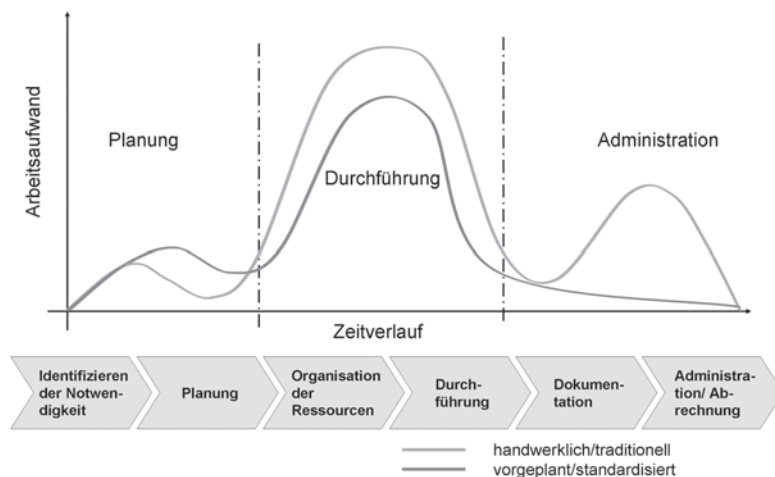 Arbeitsaufwand
Planung
Durchführung
Administration
Zeitverlauf
Identifizieren
der Notwen-
digkeit
Planung
Organisation
der
Ressourcen
Durch-
führung
Dokumen-
tation
Administra-
tion/ Ab-
rechnung
handwerklich/traditionell
vorgeplant/standardisiert